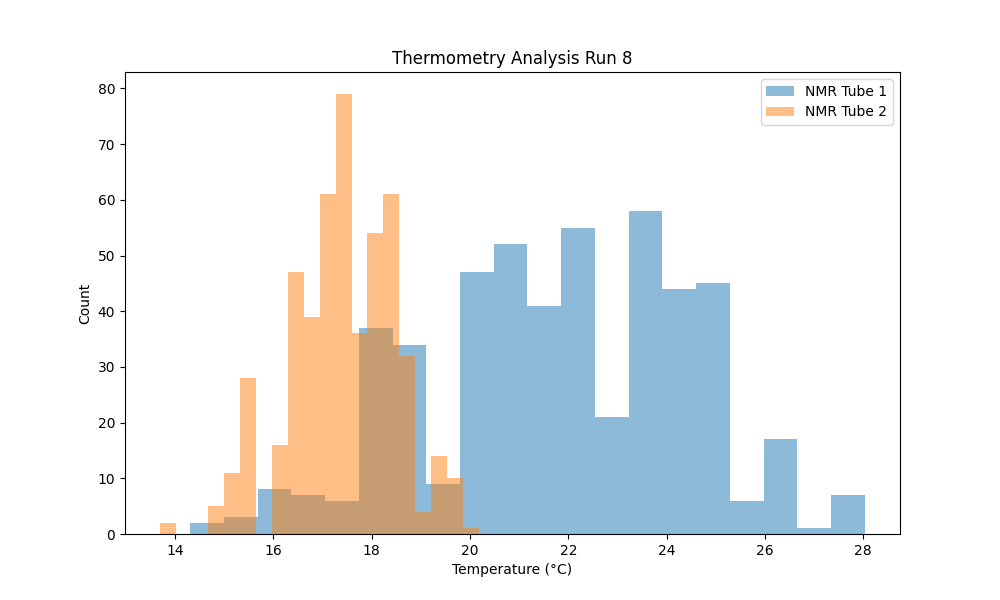 Thermometry Analysis Run 8
NMR Tube 1
NMR Tube 2
80
70
60
50
40
30
20
10
0
Count
14 16 18 20 22 24 26 28
Temperature (°C)